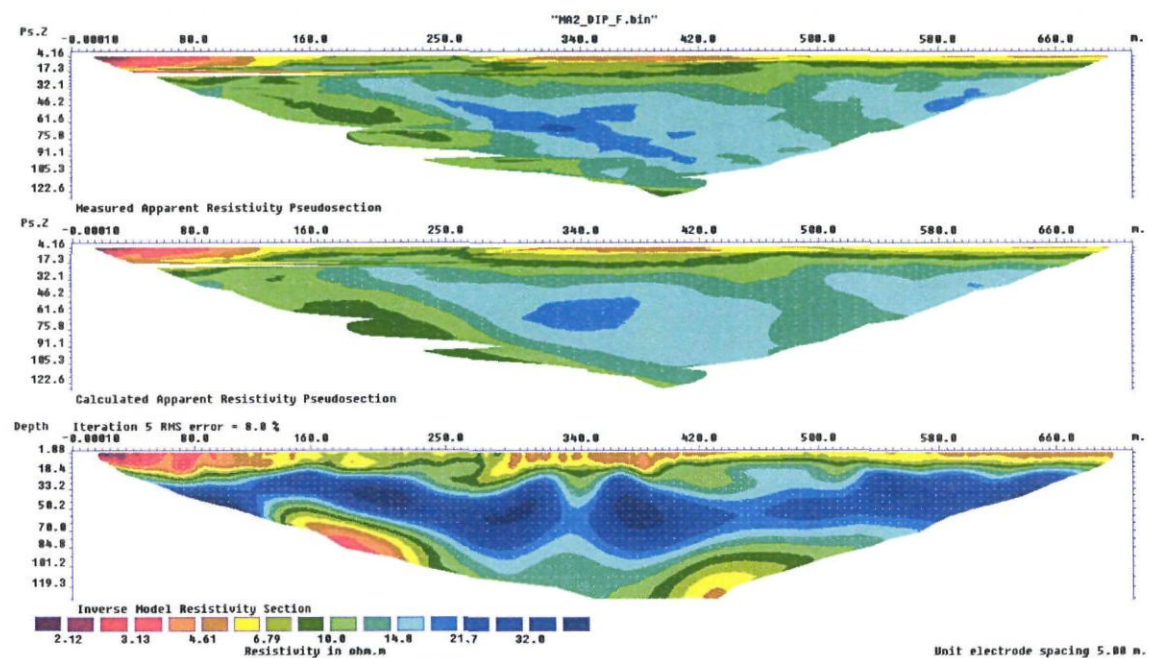 "MA2_DIP_F.bin"
Ps.Z -0.00010 80.0 160.0 250.0 340.0 420.0 500.0 580.0 660.0 m.
4.16
17.3
32.1
46.2
61.6
75.8
91.1
105.3
122.6
Measured Apparent Resistivity Pseudosection
Ps.Z -0.00010 80.0 160.0 250.0 340.0 420.0 500.0 580.0 660.0 m.
4.16
17.3
32.1
46.2
61.6
75.8
91.1
105.3
122.6
Calculated Apparent Resistivity Pseudosection
Depth Iteration 5 RMS error = 8.0 %
-0.00010 80.0 160.0 250.0 340.0 420.0 500.0 580.0 660.0 m.
1.88
18.4
33.2
50.2
70.0
84.8
101.2
119.3
Inverse Model Resistivity Section
2.12 3.13 4.61 6.79 10.0 14.8 21.7 32.0
Resistivity in ohm.m
Unit electrode spacing 5.00 m.